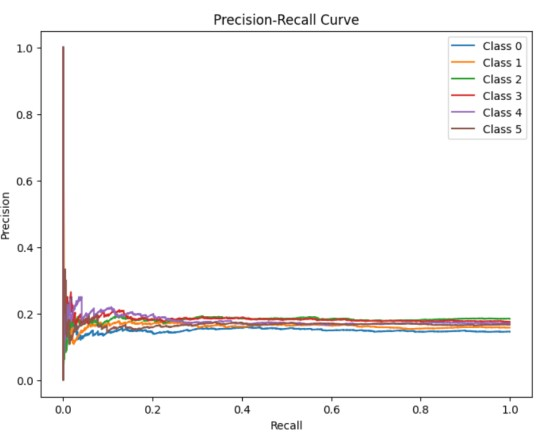 Precision-Recall Curve
Class 0
Class 1
Class 2
Class 3
Class 4
Class 5
1.0
0.8
0.6
0.4
0.2
0.0
Precision
0.0 0.2 0.4 0.6 0.8 1.0
Recall